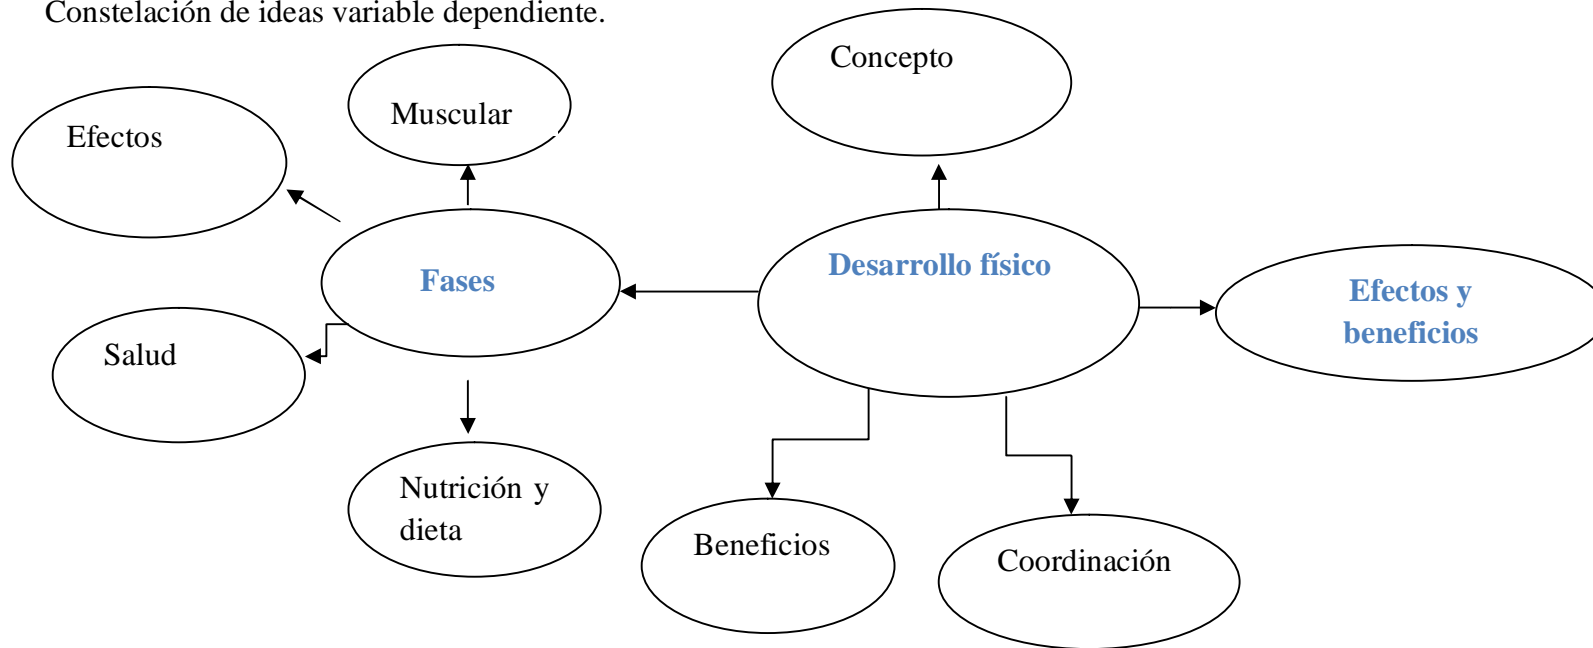 Constelación de ideas variable dependiente.
Concepto
Muscular
Efectos
Desarrollo físico
Fases
Efectos y
beneficios
Salud
Nutrición y
dieta
Beneficios
Coordinación